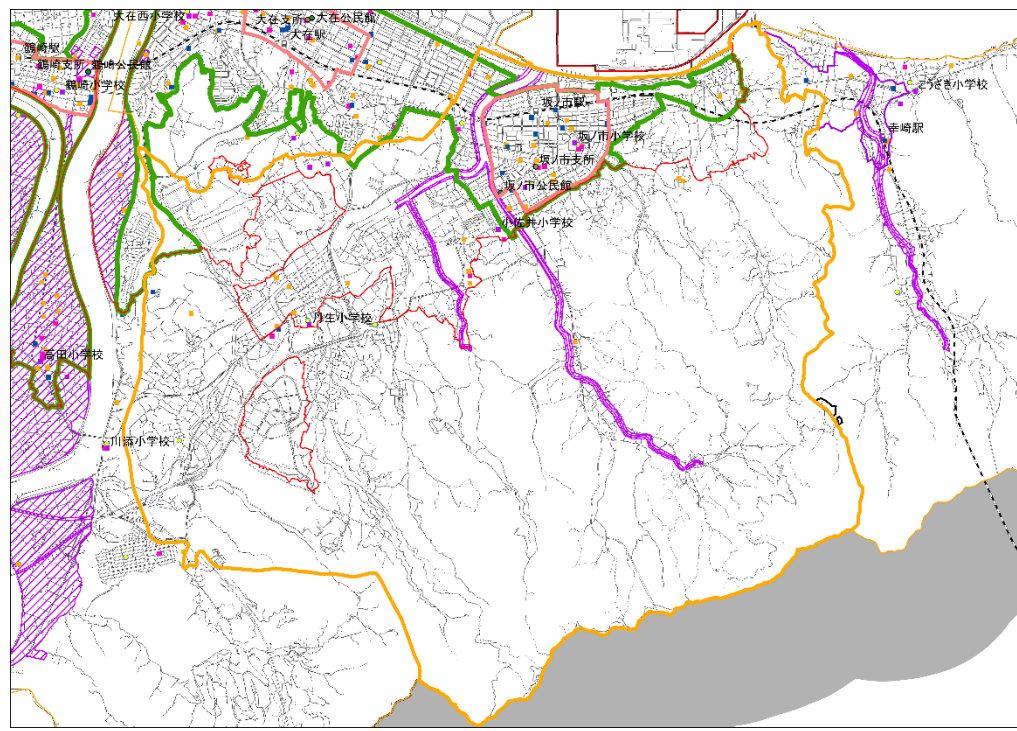 大在西小学校
大在支所
大在公民館
大在駅
鶴崎駅
鶴崎支所
鶴崎公民館
鶴崎小学校
坂ノ市駅
こうざき小学校
幸崎駅
坂ノ市小学校
坂ノ市支所
坂ノ市公民館
小佐井小学校
丹生小学校
高田小学校
川添小学校